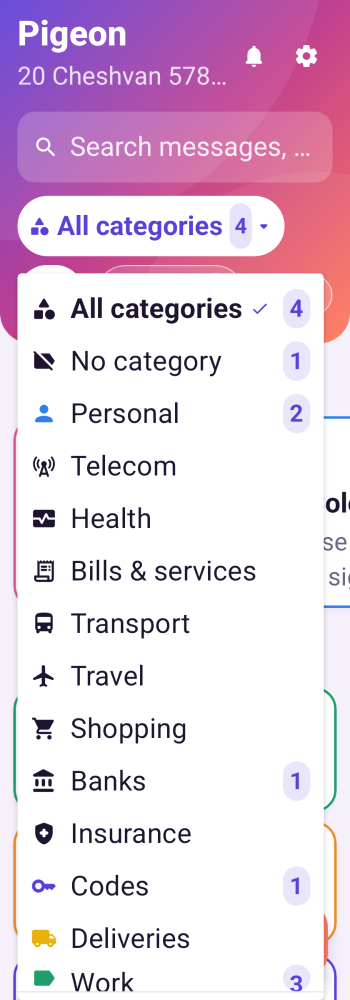 Pigeon
20 Cheshvan 578…
Search messages, …
All categories 4
All categories 4
No category 1
Personal 2
Telecom
Health
Bills & services
Transport
Travel
Shopping
Banks 1
Insurance
Codes 1
Deliveries
Work 3